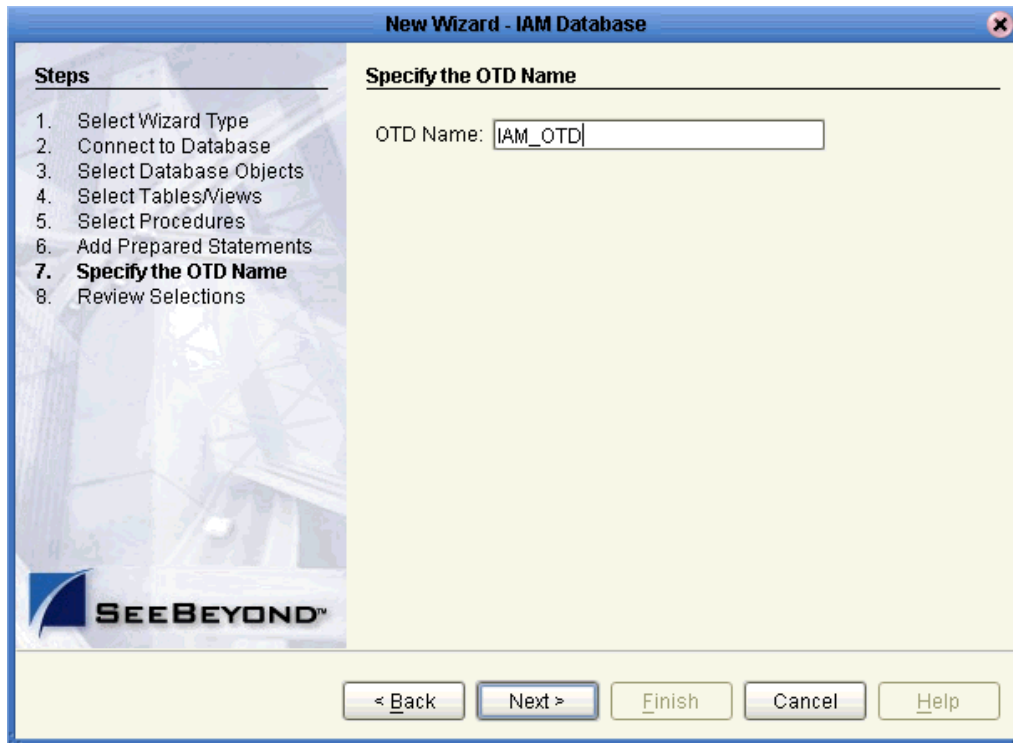 New Wizard - IAM Database
Steps
1. Select Wizard Type
2. Connect to Database
3. Select Database Objects
4. Select Tables/Views
5. Select Procedures
6. Add Prepared Statements
7. Specify the OTD Name
8. Review Selections
SEEBEYOND™
Specify the OTD Name
OTD Name: IAM_OTD
< Back Next > Finish Cancel Help